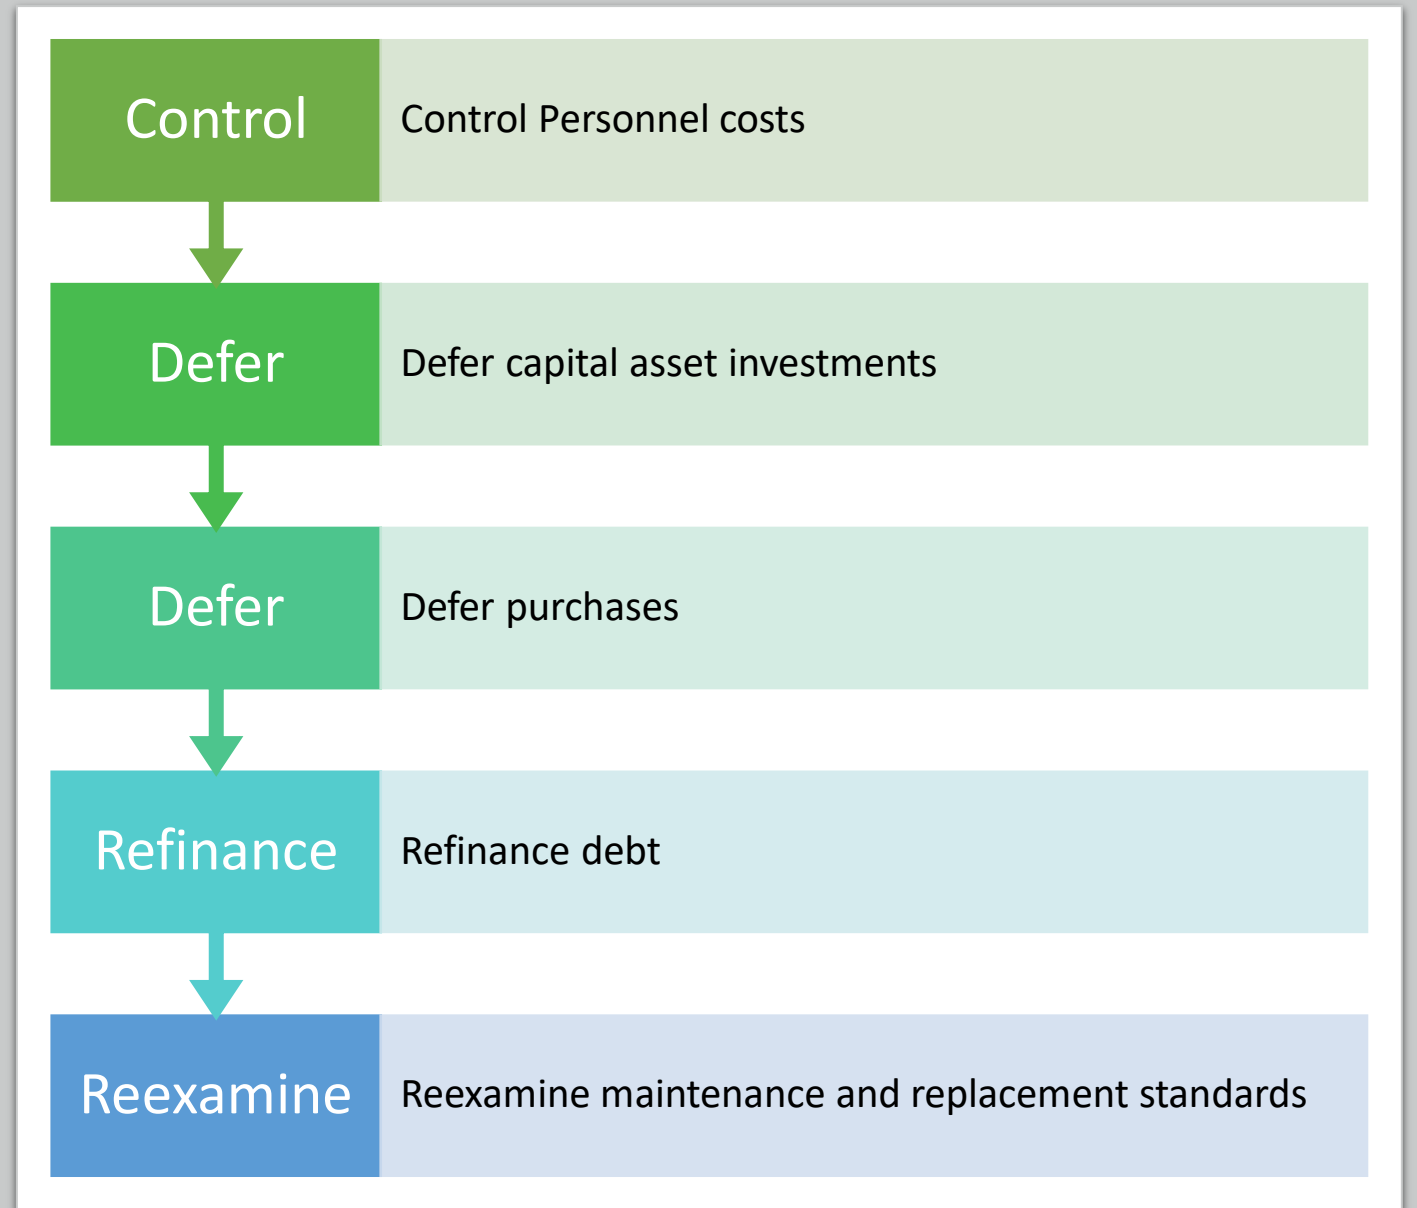 Control
Control Personnel costs
Defer
Defer capital asset investments
Defer
Defer purchases
Refinance
Refinance debt
Reexamine
Reexamine maintenance and replacement standards